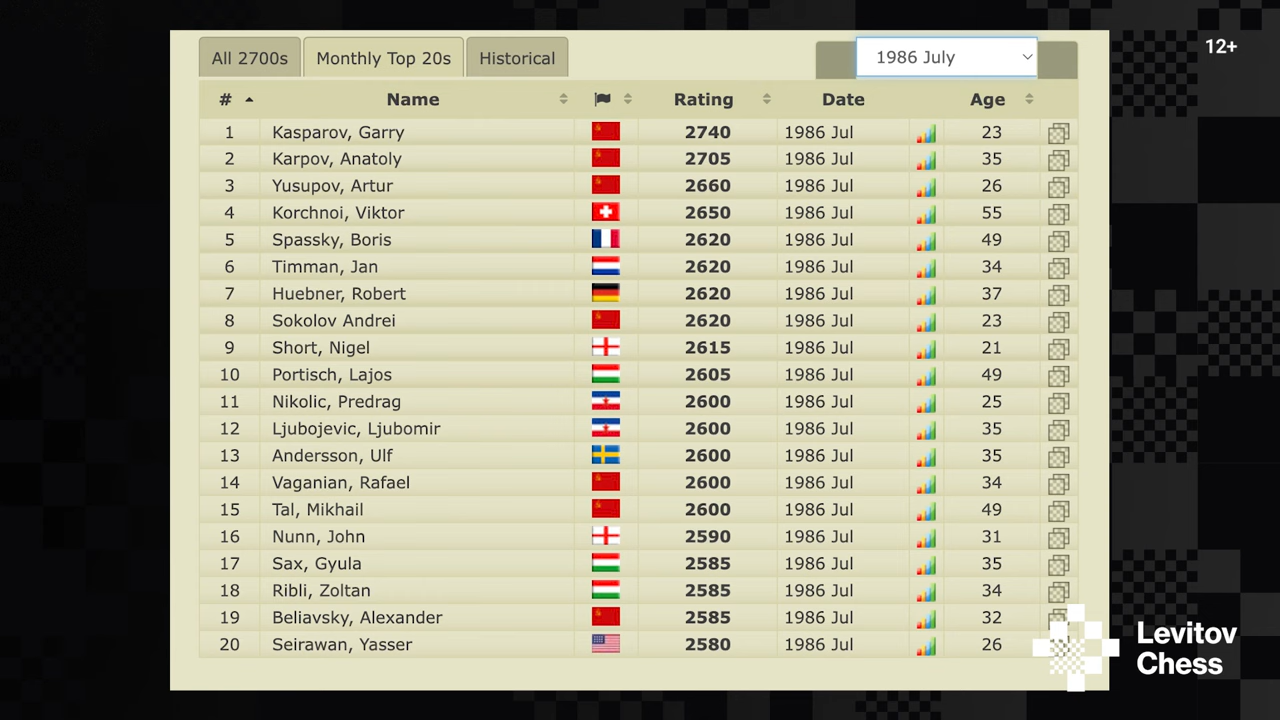 12+
All 2700s Monthly Top 20s Historical 1986 July
# Name Rating Date Age
1 Kasparov, Garry 2740 1986 Jul 23
2 Karpov, Anatoly 2705 1986 Jul 35
3 Yusupov, Artur 2660 1986 Jul 26
4 Korchnoi, Viktor 2650 1986 Jul 55
5 Spassky, Boris 2620 1986 Jul 49
6 Timman, Jan 2620 1986 Jul 34
7 Huebner, Robert 2620 1986 Jul 37
8 Sokolov Andrei 2620 1986 Jul 23
9 Short, Nigel 2615 1986 Jul 21
10 Portisch, Lajos 2605 1986 Jul 49
11 Nikolic, Predrag 2600 1986 Jul 25
12 Ljubojevic, Ljubomir 2600 1986 Jul 35
13 Andersson, Ulf 2600 1986 Jul 35
14 Vaganian, Rafael 2600 1986 Jul 34
15 Tal, Mikhail 2600 1986 Jul 49
16 Nunn, John 2590 1986 Jul 31
17 Sax, Gyula 2585 1986 Jul 35
18 Ribli, Zoltan 2585 1986 Jul 34
19 Beliavsky, Alexander 2585 1986 Jul 32
20 Seirawan, Yasser 2580 1986 Jul 26
Levitov
Chess